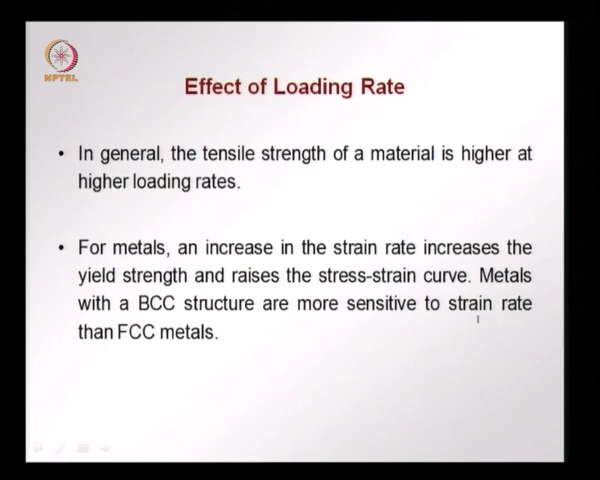 NPTEL
Effect of Loading Rate
• In general, the tensile strength of a material is higher at
higher loading rates.
• For metals, an increase in the strain rate increases the
yield strength and raises the stress-strain curve. Metals
with a BCC structure are more sensitive to strain rate
than FCC metals.